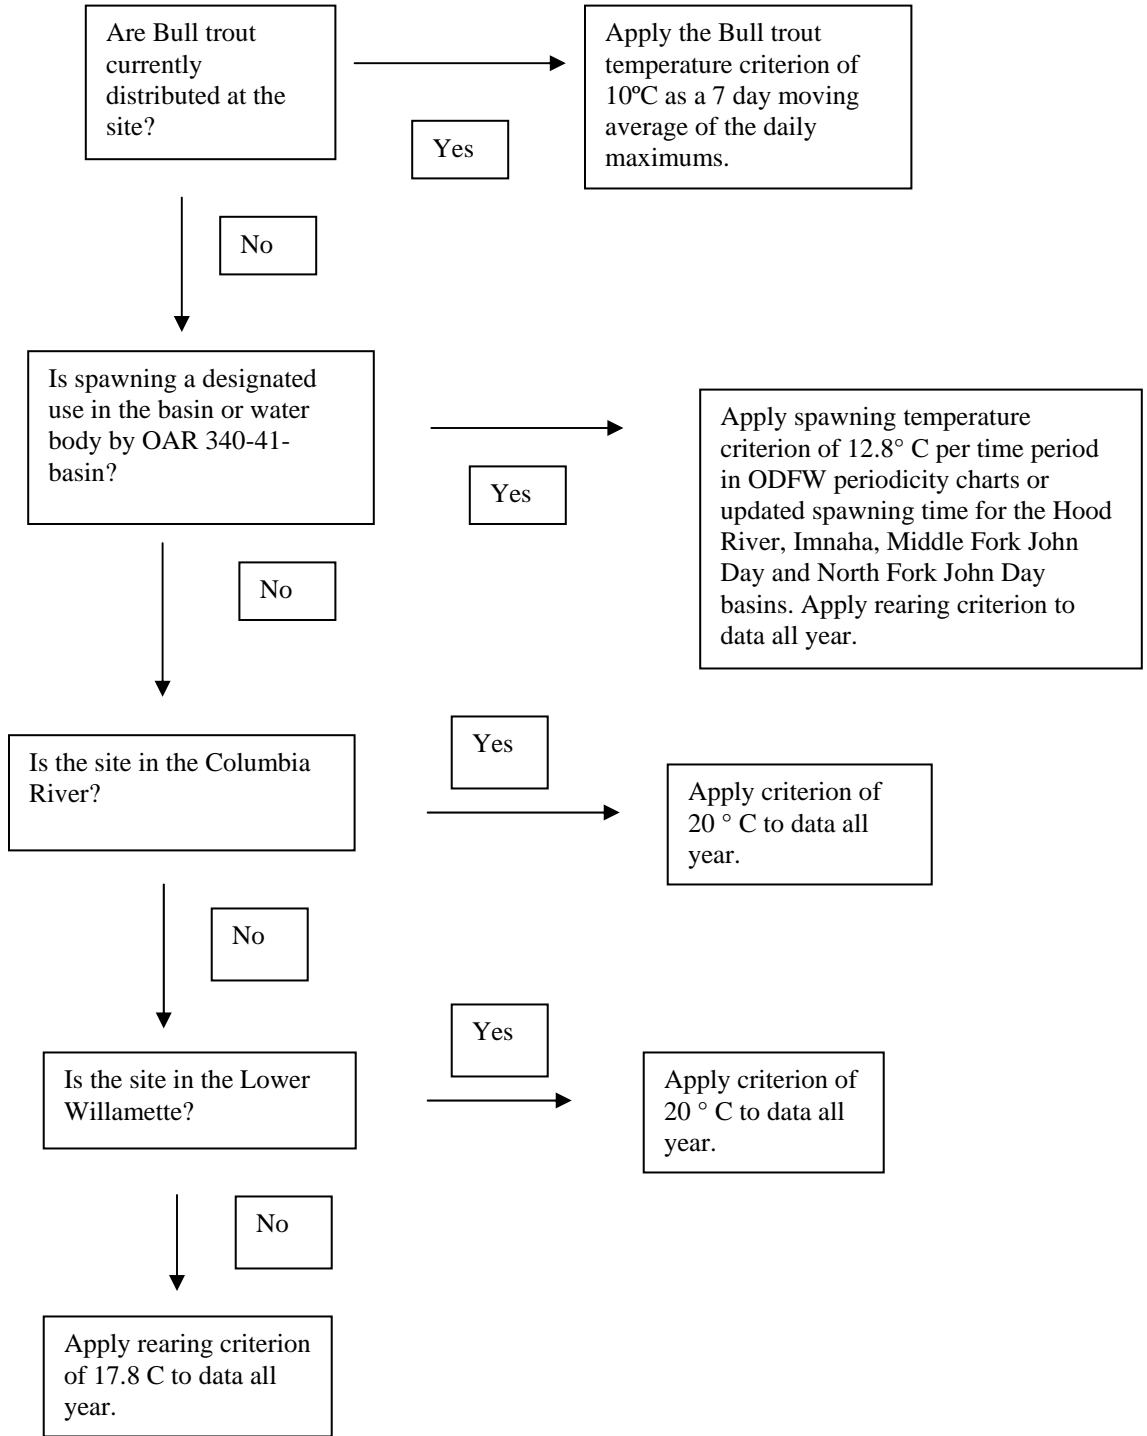 Are Bull trout
currently
distributed at the
site?
Yes
Apply the Bull trout
temperature criterion of
10ºC as a 7 day moving
average of the daily
maximums.
No
Is spawning a designated
use in the basin or water
body by OAR 340-41-
basin?
Yes
Apply spawning temperature
criterion of 12.8° C per time period
in ODFW periodicity charts or
updated spawning time for the Hood
River, Imnaha, Middle Fork John
Day and North Fork John Day
basins. Apply rearing criterion to
data all year.
No
Is the site in the Columbia
River?
Yes
Apply criterion of
20 ° C to data all
year.
No
Is the site in the Lower
Willamette?
Yes
Apply criterion of
20 ° C to data all
year.
No
Apply rearing criterion
of 17.8 C to data all
year.